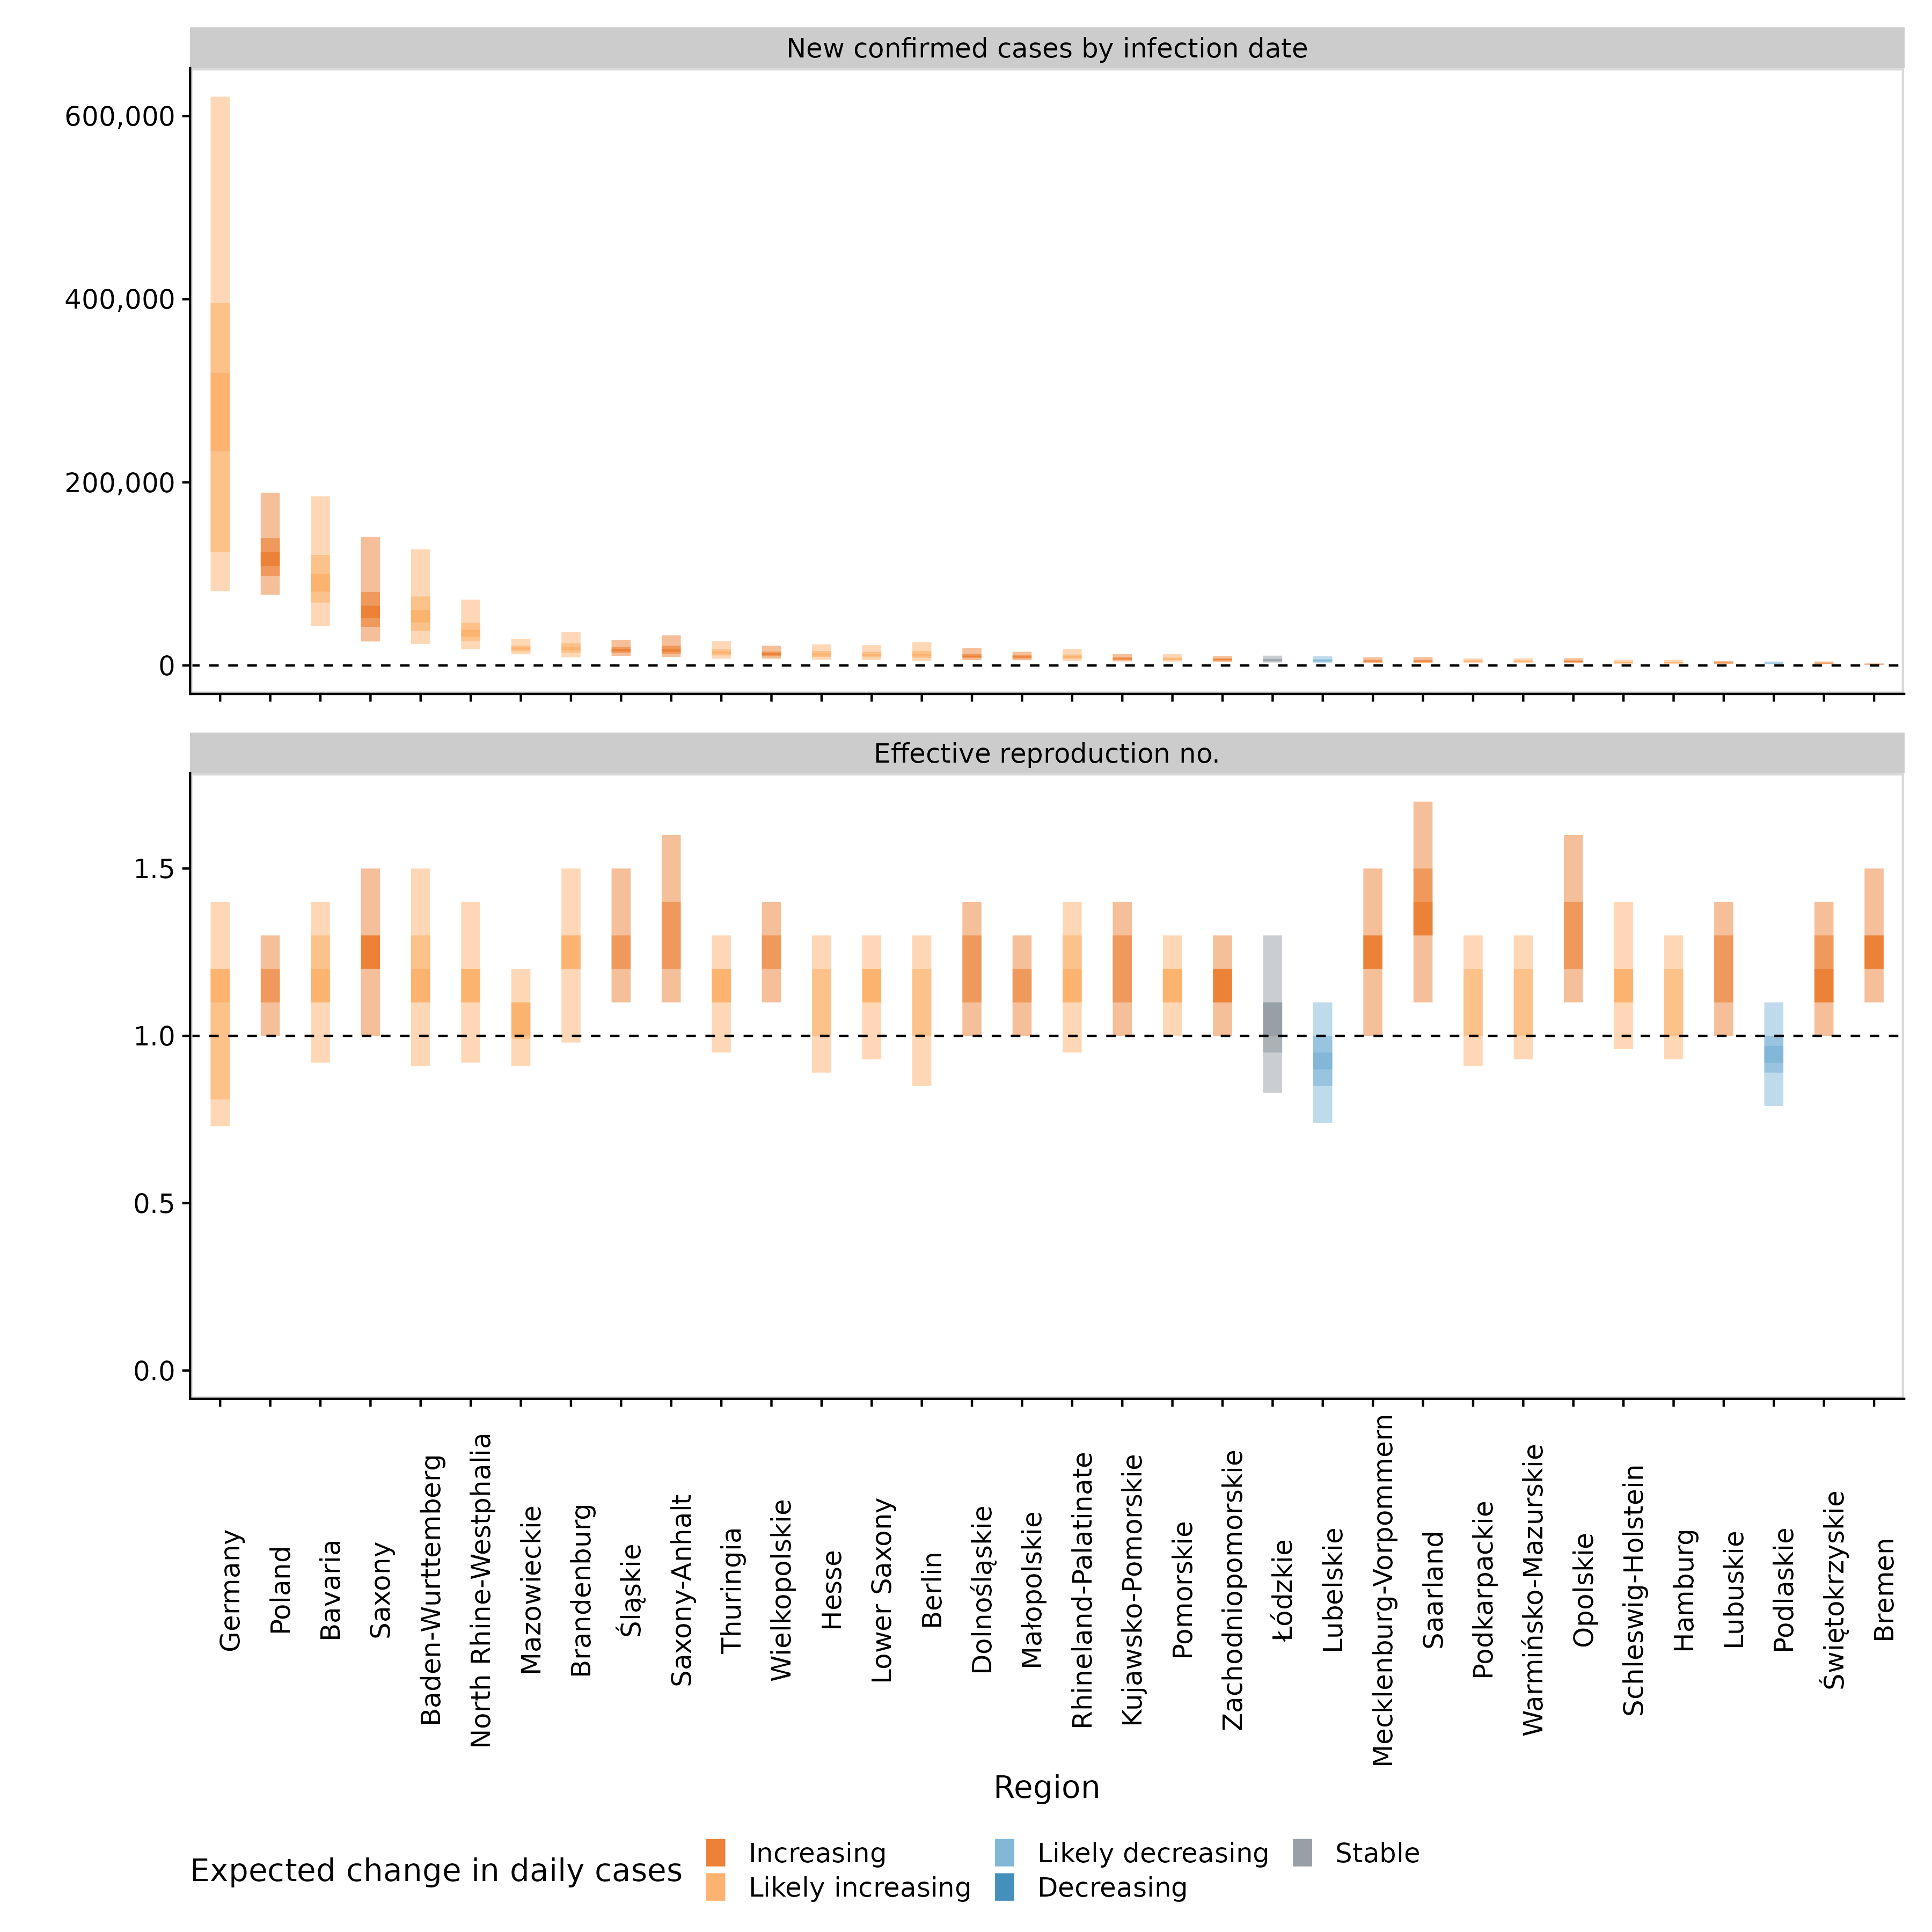 New confirmed cases by infection date
600,000
400,000
200,000
0
Effective reproduction no.
1.5
1.0
0.5
0.0
Germany
Poland
Bavaria
Saxony
Baden-Wurttemberg
North Rhine-Westphalia
Mazowieckie
Brandenburg
Śląskie
Saxony-Anhalt
Thuringia
Wielkopolskie
Hesse
Lower Saxony
Berlin
Dolnośląskie
Małopolskie
Rhineland-Palatinate
Kujawsko-Pomorskie
Pomorskie
Zachodniopomorskie
Łódzkie
Lubelskie
Mecklenburg-Vorpommern
Saarland
Podkarpackie
Warmińsko-Mazurskie
Opolskie
Schleswig-Holstein
Hamburg
Lubuskie
Podlaskie
Świętokrzyskie
Bremen
Region
Expected change in daily cases
Increasing
Likely increasing
Likely decreasing
Decreasing
Stable